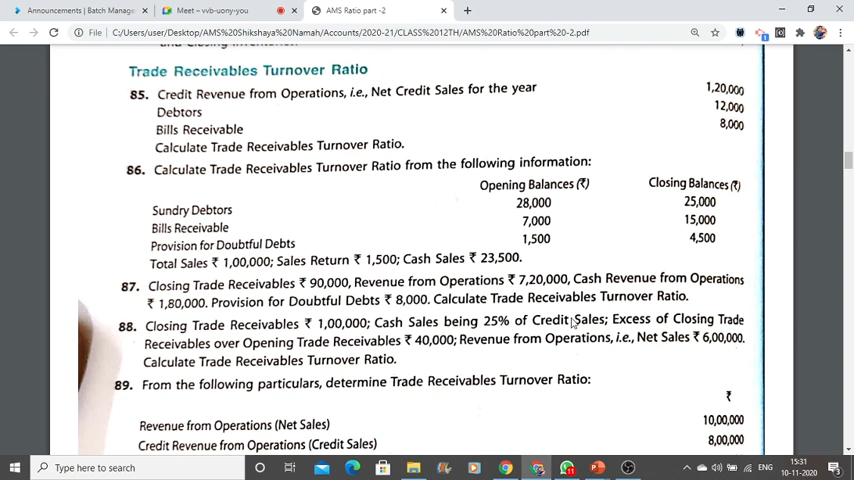 Announcements | Batch Manage
Meet – vvb-uony-you
AMS Ratio part -2
File | C:/Users/user/Desktop/AMS%20Shikshaya%20Namah/Accounts/2020-21/CLASS%2012TH/AMS%20Ratio%20part%20-2.pdf
Trade Receivables Turnover Ratio
85. Credit Revenue from Operations, i.e., Net Credit Sales for the year 1,20,000
Debtors 12,000
Bills Receivable 8,000
Calculate Trade Receivables Turnover Ratio.
86. Calculate Trade Receivables Turnover Ratio from the following information:
Opening Balances (₹) Closing Balances (₹)
Sundry Debtors 28,000 25,000
Bills Receivable 7,000 15,000
Provision for Doubtful Debts 1,500 4,500
Total Sales ₹ 1,00,000; Sales Return ₹ 1,500; Cash Sales ₹ 23,500.
87. Closing Trade Receivables ₹ 90,000, Revenue from Operations ₹ 7,20,000, Cash Revenue from Operations
₹ 1,80,000. Provision for Doubtful Debts ₹ 8,000. Calculate Trade Receivables Turnover Ratio.
88. Closing Trade Receivables ₹ 1,00,000; Cash Sales being 25% of Credit Sales; Excess of Closing Trade
Receivables over Opening Trade Receivables ₹ 40,000; Revenue from Operations, i.e., Net Sales ₹ 6,00,000.
Calculate Trade Receivables Turnover Ratio.
89. From the following particulars, determine Trade Receivables Turnover Ratio:
₹
Revenue from Operations (Net Sales) 10,00,000
Credit Revenue from Operations (Credit Sales) 8,00,000
Type here to search
11
ENG
15:31
10-11-2020
3